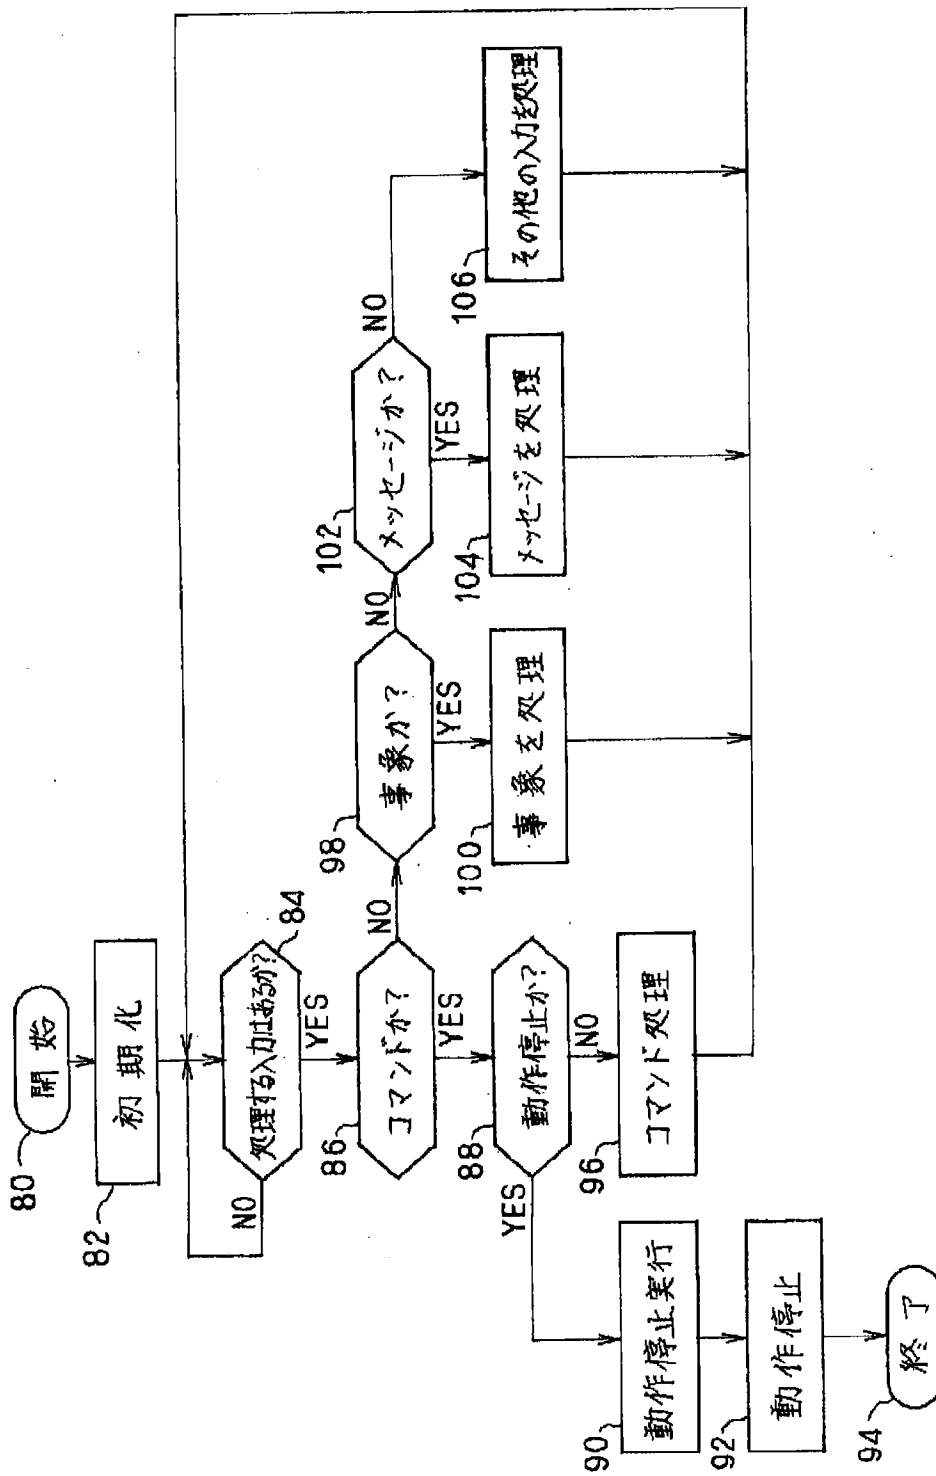 80
開始
82
初期化
84
処理する入力はあるか?
NO
YES
86
コマンドか?
NO
YES
98
事象か?
NO
YES
102
メッセージか?
NO
YES
88
動作停止か?
YES
NO
100
事象を処理
104
メッセージを処理
106
その他の入力を処理
90
動作停止実行
96
コマンド処理
92
動作停止
94
終了